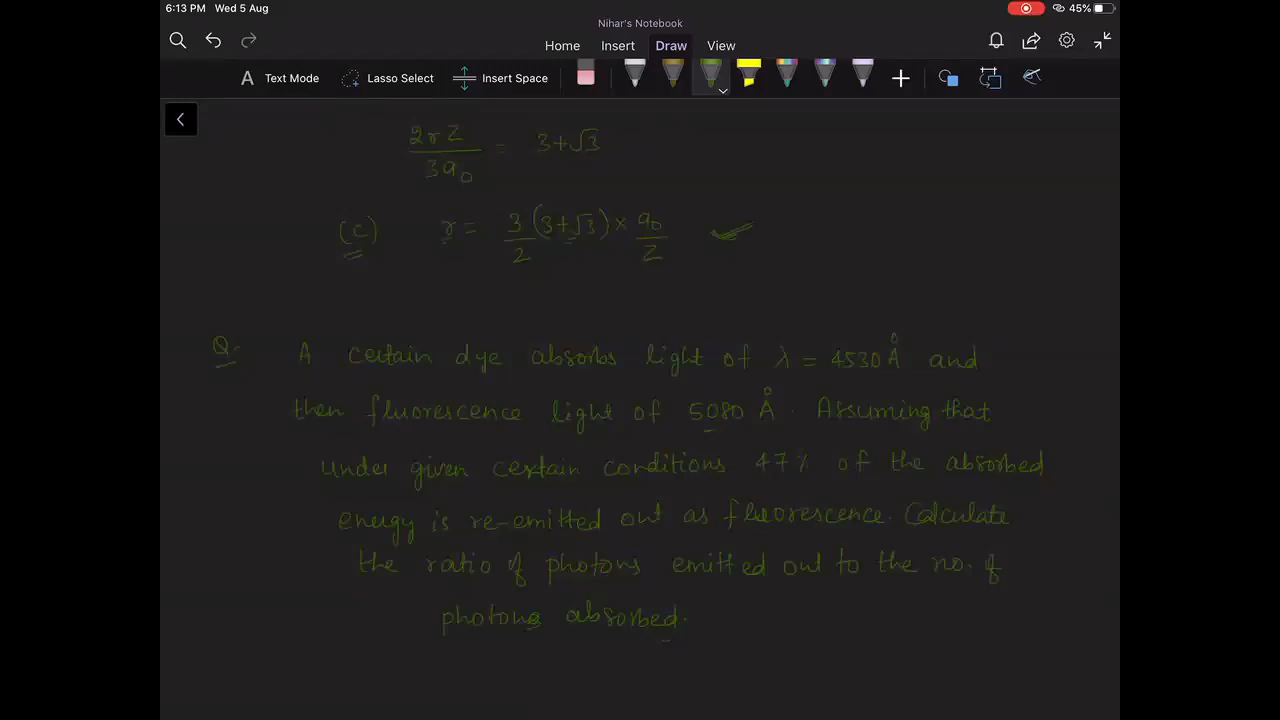 6:13 PM Wed 5 Aug
45%
Nihar's Notebook
Home Insert Draw View
A Text Mode Lasso Select Insert Space
2rZ/3a₀ = 3+√3
(c) r = 3/2 (3+√3) × a₀/Z
Q. A certain dye absorbs light of λ = 4530 Å and
then fluorescence light of 5080 Å. Assuming that
under given certain conditions 47% of the absorbed
energy is re-emitted out as fluorescence. Calculate
the ratio of photons emitted out to the no. of
photons absorbed.